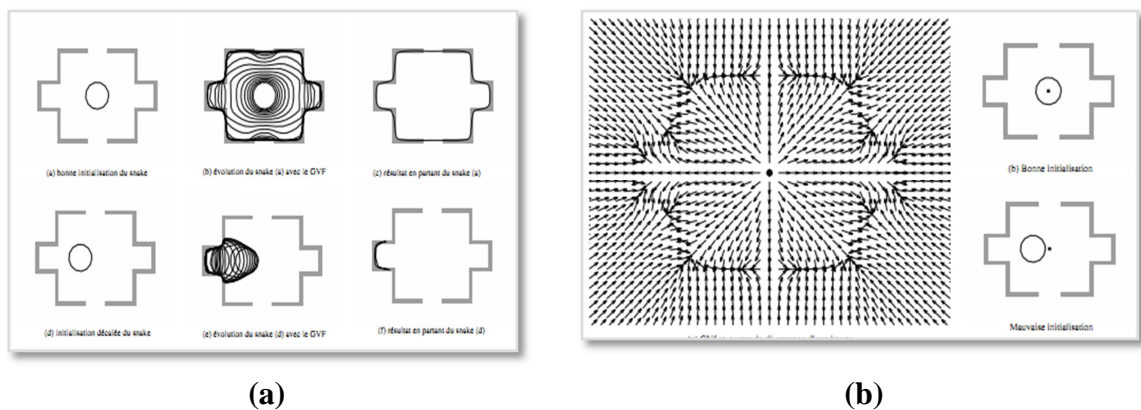 (a) bonne initialisation du snake
(b) évolution du snake (a) avec le GVF
(c) résultat en partant du snake (a)
(d) initialisation décalée du snake
(e) évolution du snake (d) avec le GVF
(f) résultat en partant du snake (d)
(b) Bonne initialisation
Mauvaise initialisation
(a)
(b)